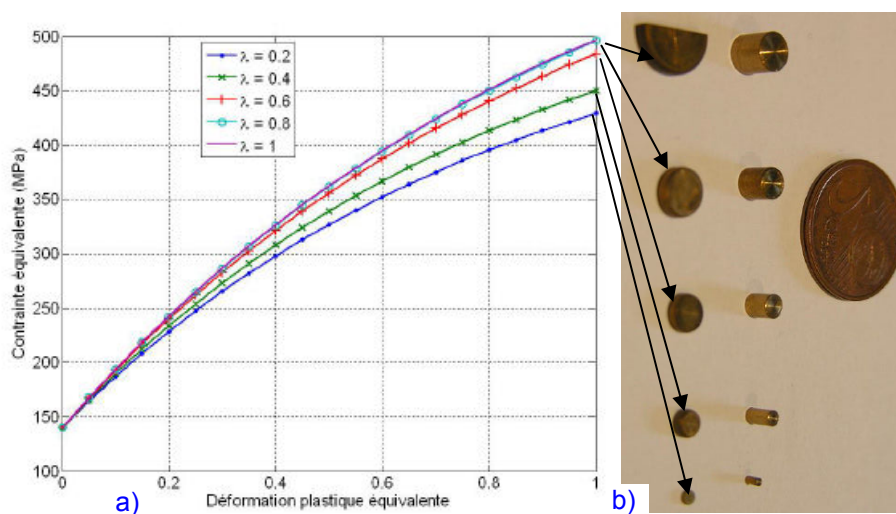 500
450
400
350
300
250
200
150
100
Contrainte équivalente (MPa)
λ = 0.2
λ = 0.4
λ = 0.6
λ = 0.8
λ = 1
0
0.2
0.4
0.6
0.8
1
Déformation plastique équivalente
a)
b)